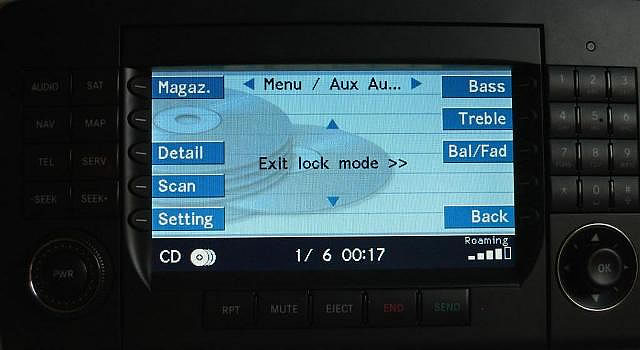 AUDIO SAT
NAV MAP
TEL SERV
SEEK- SEEK+
PWR
Magaz.
Detail
Scan
Setting
Menu / Aux Au...
Exit lock mode >>
Bass
Treble
Bal/Fad
Back
Roaming
CD 1/ 6 00:17
RPT MUTE EJECT END SEND
1 2 3
4 5 6
7 8 9
* 0 #
OK